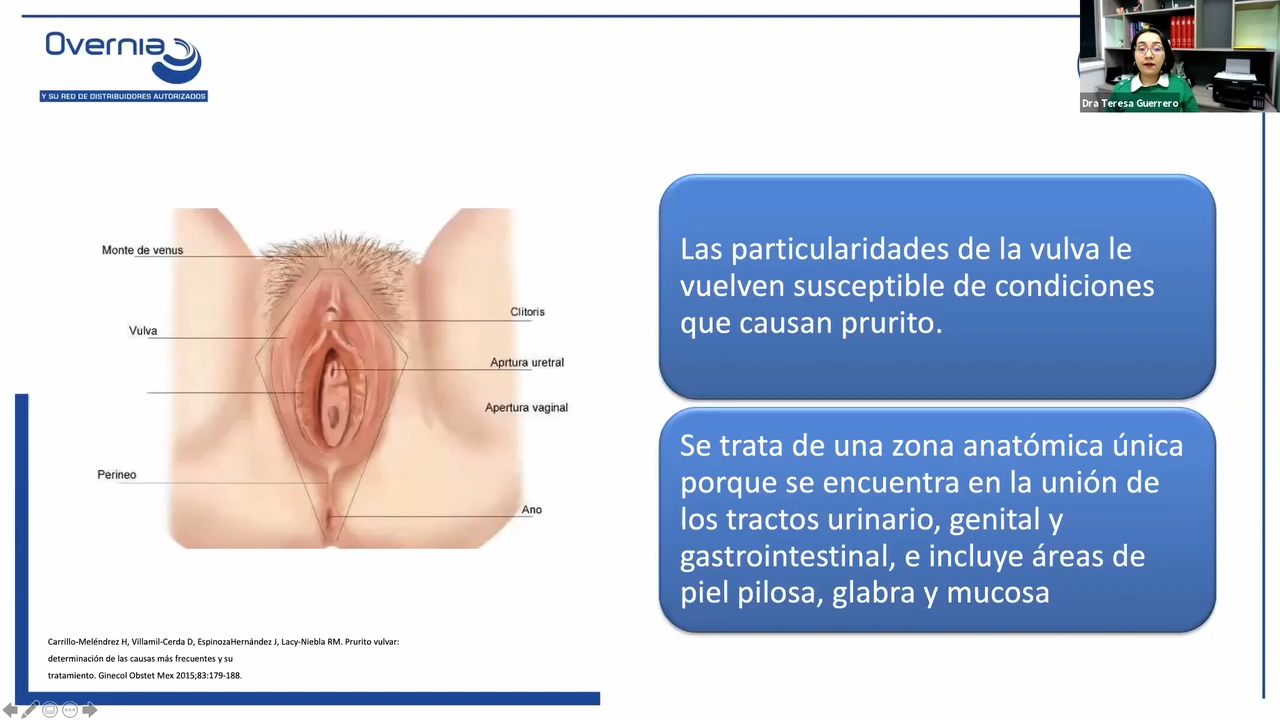 Overnia
Y SU RED DE DISTRIBUIDORES AUTORIZADOS
Dra Teresa Guerrero
Monte de venus
Clítoris
Vulva
Aprtura uretral
Apertura vaginal
Perineo
Ano
Las particularidades de la vulva le
vuelven susceptible de condiciones
que causan prurito.
Se trata de una zona anatómica única
porque se encuentra en la unión de
los tractos urinario, genital y
gastrointestinal, e incluye áreas de
piel pilosa, glabra y mucosa
Carrillo-Meléndrez H, Villamil-Cerda D, EspinozaHernández J, Lacy-Niebla RM. Prurito vulvar:
determinación de las causas más frecuentes y su
tratamiento. Ginecol Obstet Mex 2015;83:179-188.